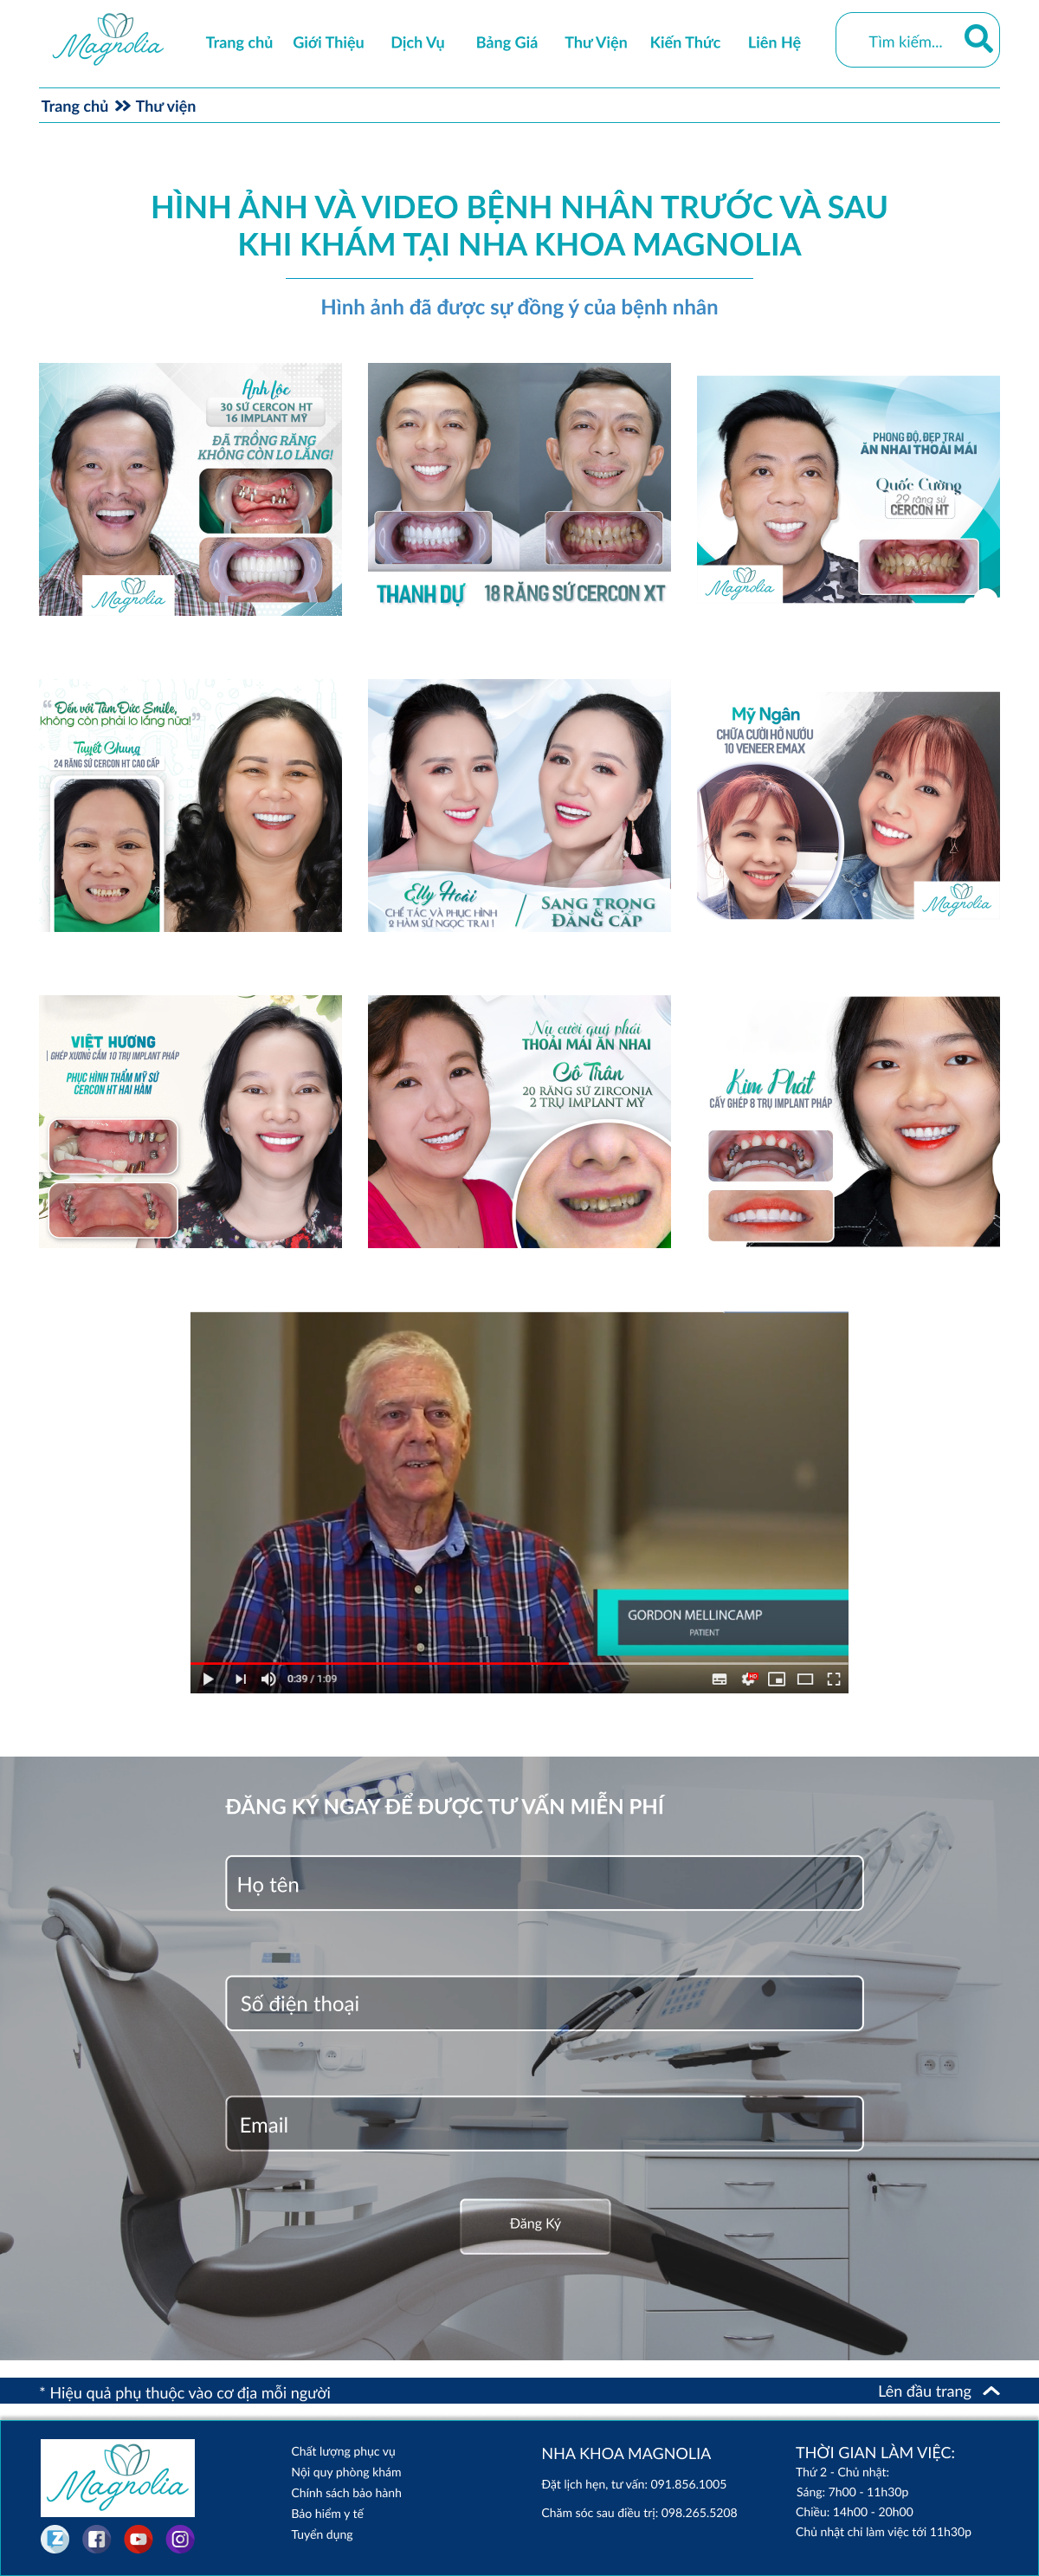 Magnolia
Trang chủ
Giới Thiệu
Dịch Vụ
Bảng Giá
Thư Viện
Kiến Thức
Liên Hệ
Tìm kiếm...
Trang chủ
Thư viện
HÌNH ẢNH VÀ VIDEO BỆNH NHÂN TRƯỚC VÀ SAU
KHI KHÁM TẠI NHA KHOA MAGNOLIA
Hình ảnh đã được sự đồng ý của bệnh nhân
Anh Lộc
30 SỨ CERCON HT
16 IMPLANT MỸ
ĐÃ TRỒNG RĂNG
KHÔNG CÒN LO LẮNG!
Magnolia
THANH DỰ
18 RĂNG SỨ CERCON XT
PHONG ĐỘ, ĐẸP TRAI
ĂN NHAI THOẢI MÁI
Quốc Cường
29 răng sứ
CERCON HT
Magnolia
“Đến với Tâm Đức Smile,
không còn phải lo lắng nữa!”
Tuyết Chung
24 RĂNG SỨ CERCON HT CAO CẤP
Elly Hoài
CHẾ TÁC VÀ PHỤC HÌNH
2 HÀM SỨ NGỌC TRAI
SANG TRỌNG
&
ĐẲNG CẤP
Mỹ Ngân
CHỮA CƯỜI HỞ NƯỚU
10 VENEER EMAX
Magnolia
VIỆT HƯƠNG
GHÉP XƯƠNG CẮM 10 TRỤ IMPLANT PHÁP
PHỤC HÌNH THẨM MỸ SỨ
CERCON HT HAI HÀM
Nụ cười quý phái
THOẢI MÁI ĂN NHAI
Cô Trân
20 RĂNG SỨ ZIRCONIA
2 TRỤ IMPLANT MỸ
Kim Phát
CẤY GHÉP 8 TRỤ IMPLANT PHÁP
GORDON MELLINCAMP
PATIENT
0:39 / 1:09
HD
ĐĂNG KÝ NGAY ĐỂ ĐƯỢC TƯ VẤN MIỄN PHÍ
Họ tên
Số điện thoại
Email
Đăng Ký
* Hiệu quả phụ thuộc vào cơ địa mỗi người
Lên đầu trang
Magnolia
Chất lượng phục vụ
Nội quy phòng khám
Chính sách bảo hành
Bảo hiểm y tế
Tuyển dụng
NHA KHOA MAGNOLIA
Đặt lịch hẹn, tư vấn: 091.856.1005
Chăm sóc sau điều trị: 098.265.5208
THỜI GIAN LÀM VIỆC:
Thứ 2 - Chủ nhật:
Sáng: 7h00 - 11h30p
Chiều: 14h00 - 20h00
Chủ nhật chỉ làm việc tới 11h30p